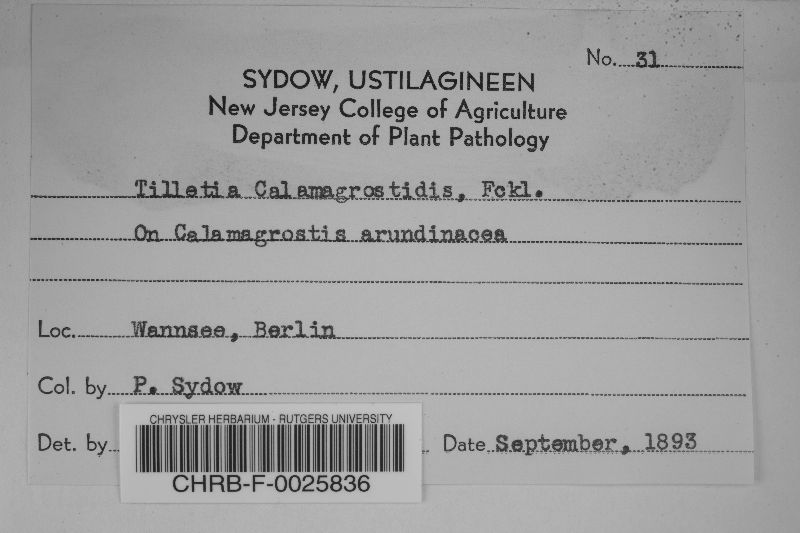 No. 31
SYDOW, USTILAGINEEN
New Jersey College of Agriculture
Department of Plant Pathology
Tilletia Calamagrostidis, Fckl.
On Calamagrostis arundinacea
Loc. Wannsee, Berlin
Col. by P. Sydow
Det. by Date September, 1893
CHRYSLER HERBARIUM - RUTGERS UNIVERSITY
CHRB-F-0025836